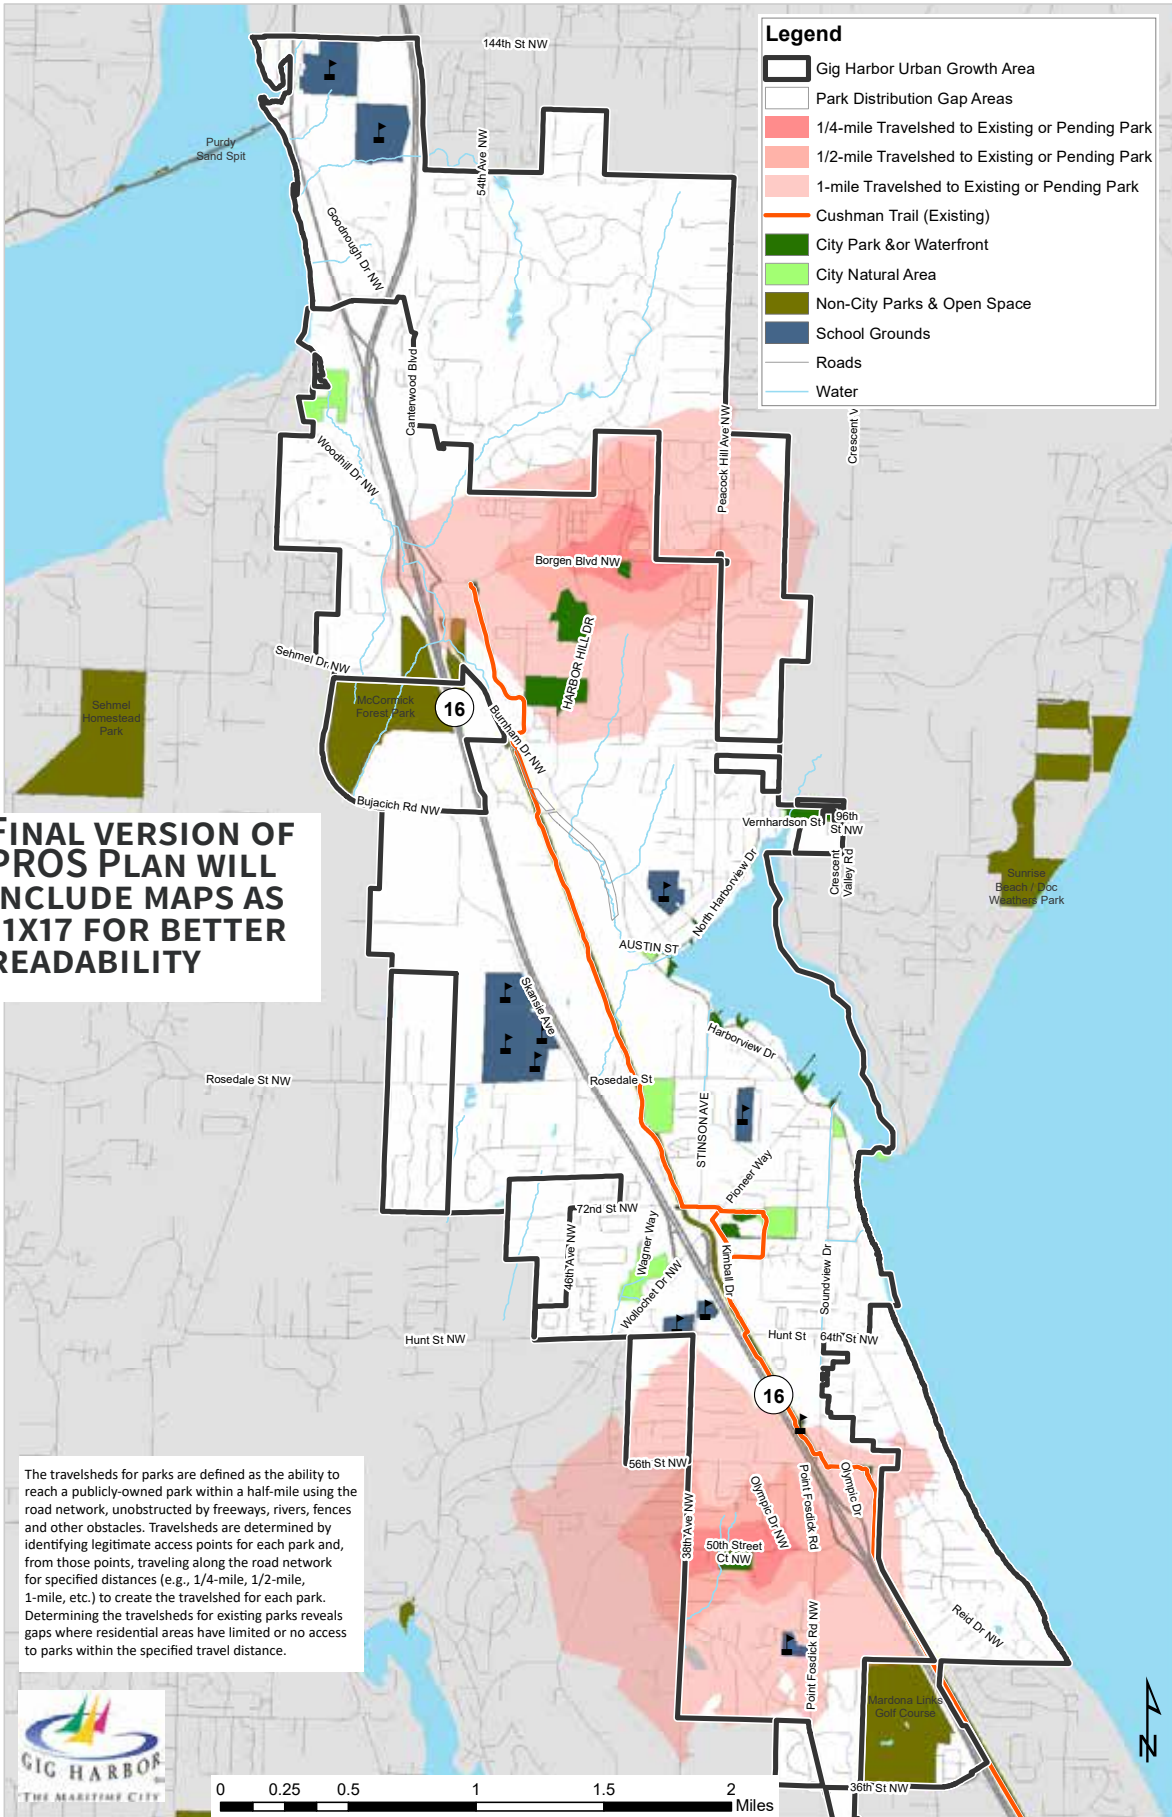 Legend
Gig Harbor Urban Growth Area
Park Distribution Gap Areas
1/4-mile Travelshed to Existing or Pending Park
1/2-mile Travelshed to Existing or Pending Park
1-mile Travelshed to Existing or Pending Park
Cushman Trail (Existing)
City Park &or Waterfront
City Natural Area
Non-City Parks & Open Space
School Grounds
Roads
Water
144th St NW
Purdy
Sand Spit
54th Ave NW
Goodnough Dr NW
Canterwood Blvd
Peacock Hill Ave NW
Crescent V
Woodhill Dr NW
Borgen Blvd NW
HARBOR HILL DR
Sehmel Dr NW
Sehmel
Homestead
Park
McCormick
Forest Park
16
Burnham Dr NW
Bujacich Rd NW
Vernhardson St
96th
St NW
Crescent
Valley Rd
Sunrise
Beach / Doc
Weathers Park
FINAL VERSION OF
PROS PLAN WILL
INCLUDE MAPS AS
11X17 FOR BETTER
READABILITY
North Harborview Dr
AUSTIN ST
Skansie Ave
Harborview Dr
Rosedale St NW
Rosedale St
STINSON AVE
Pioneer Way
72nd St NW
46th Ave NW
Wagner Way
Wollochet Dr NW
Kimball Dr
Soundview Dr
Hunt St NW
Hunt St
64th St NW
16
56th St NW
38th Ave NW
Olympic Dr NW
Point Fosdick Rd
Olympic Dr
50th Street
Ct NW
Point Fosdick Rd NW
Reid Dr NW
Mardona Links
Golf Course
36th St NW
The travelsheds for parks are defined as the ability to
reach a publicly-owned park within a half-mile using the
road network, unobstructed by freeways, rivers, fences
and other obstacles. Travelsheds are determined by
identifying legitimate access points for each park and,
from those points, traveling along the road network
for specified distances (e.g., 1/4-mile, 1/2-mile,
1-mile, etc.) to create the travelshed for each park.
Determining the travelsheds for existing parks reveals
gaps where residential areas have limited or no access
to parks within the specified travel distance.
GIG HARBOR
"THE MARITIME CITY"
0 0.25 0.5 1 1.5 2
Miles
N